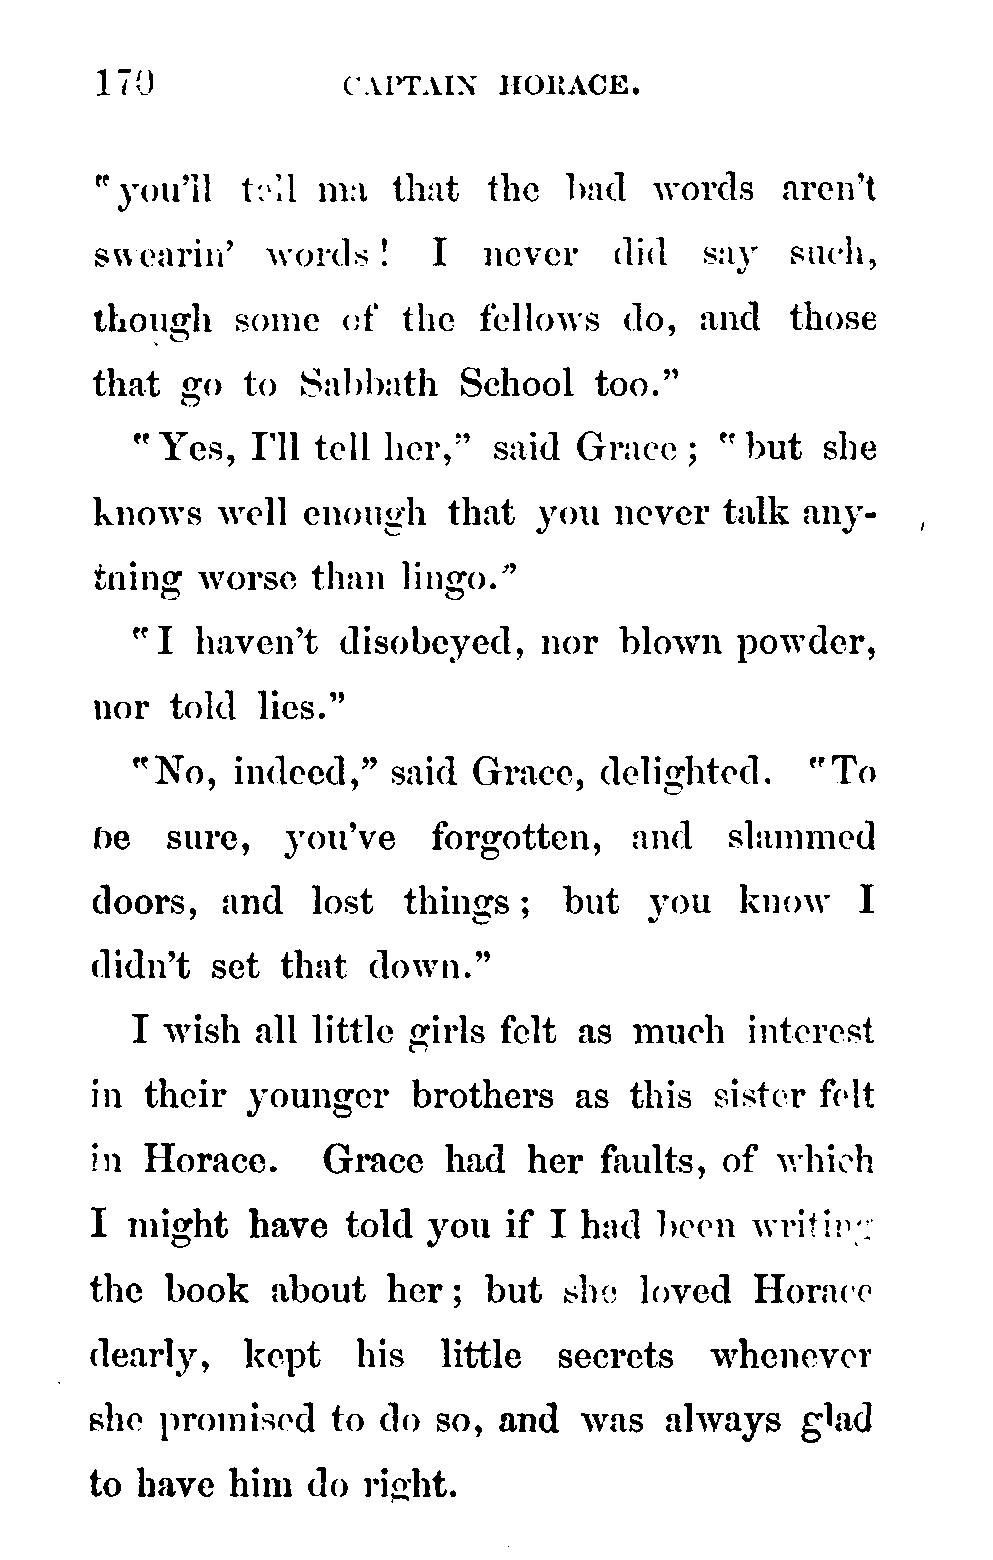 170 CAPTAIN HORACE.
"you'll tell ma that the bad words aren't
swearin' words! I never did say such,
though some of the fellows do, and those
that go to Sabbath School too."
"Yes, I'll tell her," said Grace; "but she
knows well enough that you never talk any-
thing worse than lingo."
"I haven't disobeyed, nor blown powder,
nor told lies."
"No, indeed," said Grace, delighted. "To
be sure, you've forgotten, and slammed
doors, and lost things; but you know I
didn't set that down."
I wish all little girls felt as much interest
in their younger brothers as this sister felt
in Horace. Grace had her faults, of which
I might have told you if I had been writing
the book about her; but she loved Horace
dearly, kept his little secrets whenever
she promised to do so, and was always glad
to have him do right.